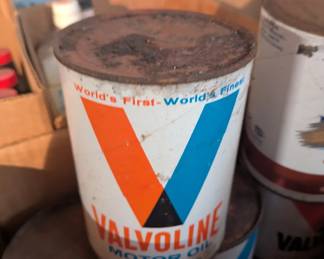 World's First - World's Finest
VALVOLINE
MOTOR OIL